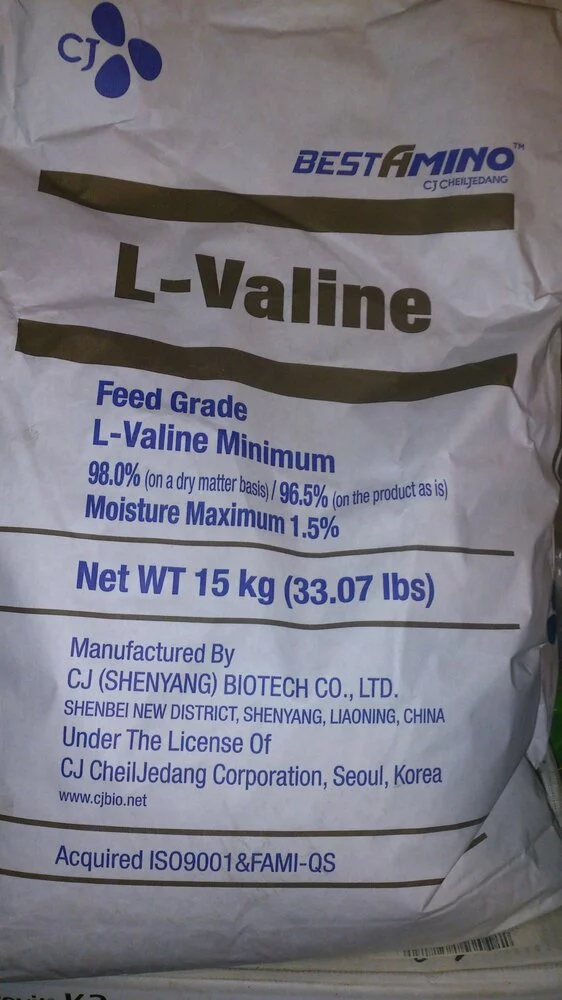 CJ
BESTAMINO™
CJ CHEILJEDANG
L-Valine
Feed Grade
L-Valine Minimum
98.0% (on a dry matter basis) / 96.5% (on the product as is)
Moisture Maximum 1.5%
Net WT 15 kg (33.07 lbs)
Manufactured By
CJ (SHENYANG) BIOTECH CO., LTD.
SHENBEI NEW DISTRICT, SHENYANG, LIAONING, CHINA
Under The License Of
CJ CheilJedang Corporation, Seoul, Korea
www.cjbio.net
Acquired ISO9001&FAMI-QS